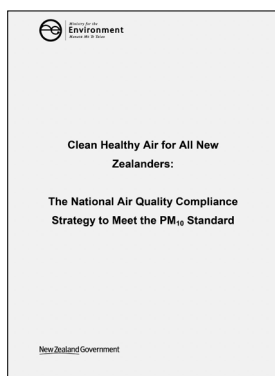 Ministry for the
Environment
Manatū Mō Te Taiao
Clean Healthy Air for All New
Zealanders:
The National Air Quality Compliance
Strategy to Meet the PM₁₀ Standard
New Zealand Government